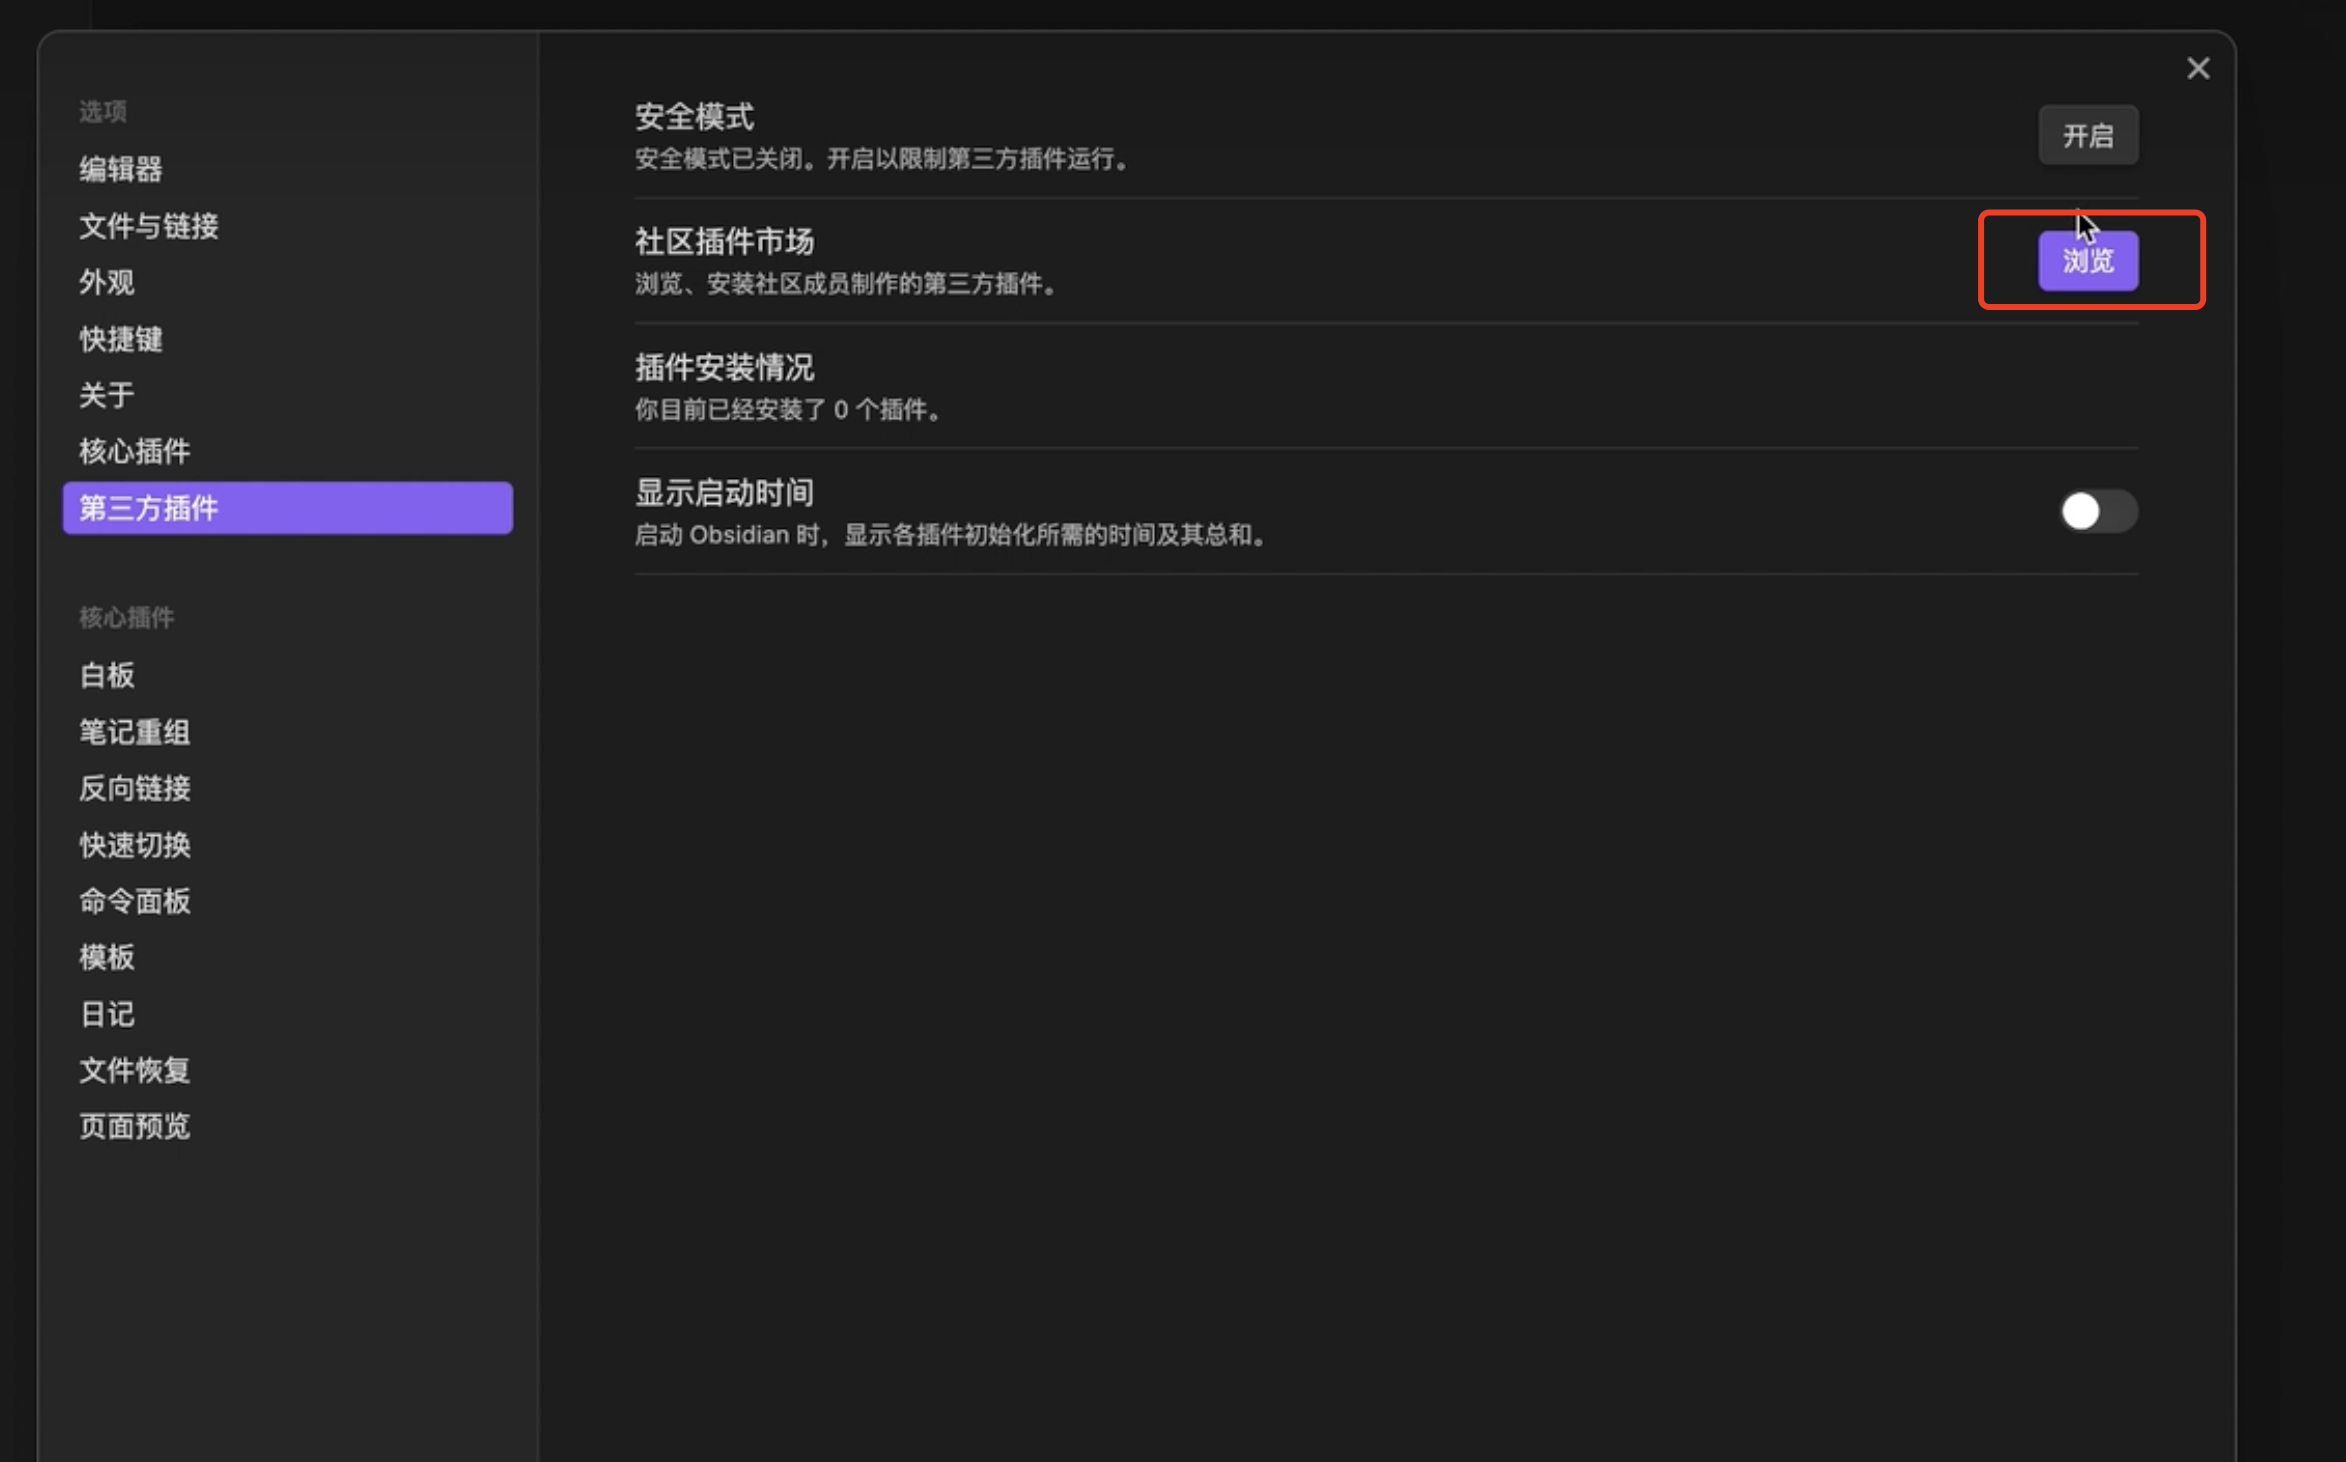 选项
编辑器
文件与链接
外观
快捷键
关于
核心插件
第三方插件
核心插件
白板
笔记重组
反向链接
快速切换
命令面板
模板
日记
文件恢复
页面预览
安全模式
安全模式已关闭。开启以限制第三方插件运行。
开启
社区插件市场
浏览、安装社区成员制作的第三方插件。
浏览
插件安装情况
你目前已经安装了 0 个插件。
显示启动时间
启动 Obsidian 时，显示各插件初始化所需的时间及其总和。